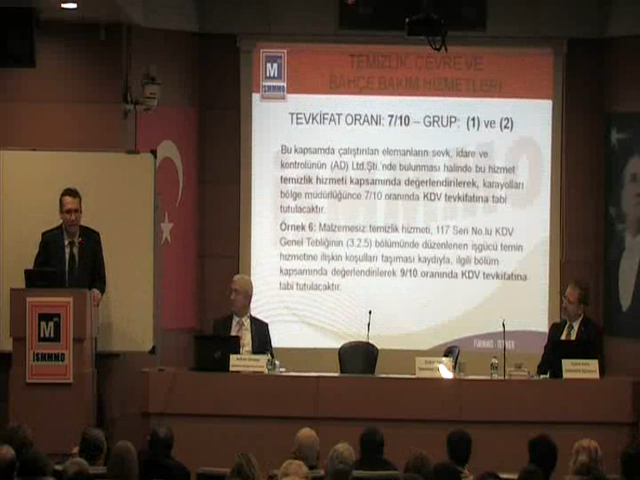 M
İSMMMO
TEMİZLİK, ÇEVRE VE
BAHÇE BAKIM HİZMETLERİ
TEVKİFAT ORANI: 7/10 – GRUP: (1) ve (2)
Bu kapsamda çalıştırılan elemanların sevk, idare ve
kontrolünün (AD) Ltd.Şti.'nde bulunması halinde bu hizmet
temizlik hizmeti kapsamında değerlendirilerek, karayolları
bölge müdürlüğünce 7/10 oranında KDV tevkifatına tabi
tutulacaktır.
Örnek 6: Malzemesiz temizlik hizmeti, 117 Seri No.lu KDV
Genel Tebliğinin (3.2.5) bölümünde düzenlenen işgücü temin
hizmetine ilişkin koşulları taşıması kaydıyla, ilgili bölüm
kapsamında değerlendirilerek 9/10 oranında KDV tevkifatına
tabi tutulacaktır.
M
İSMMMO